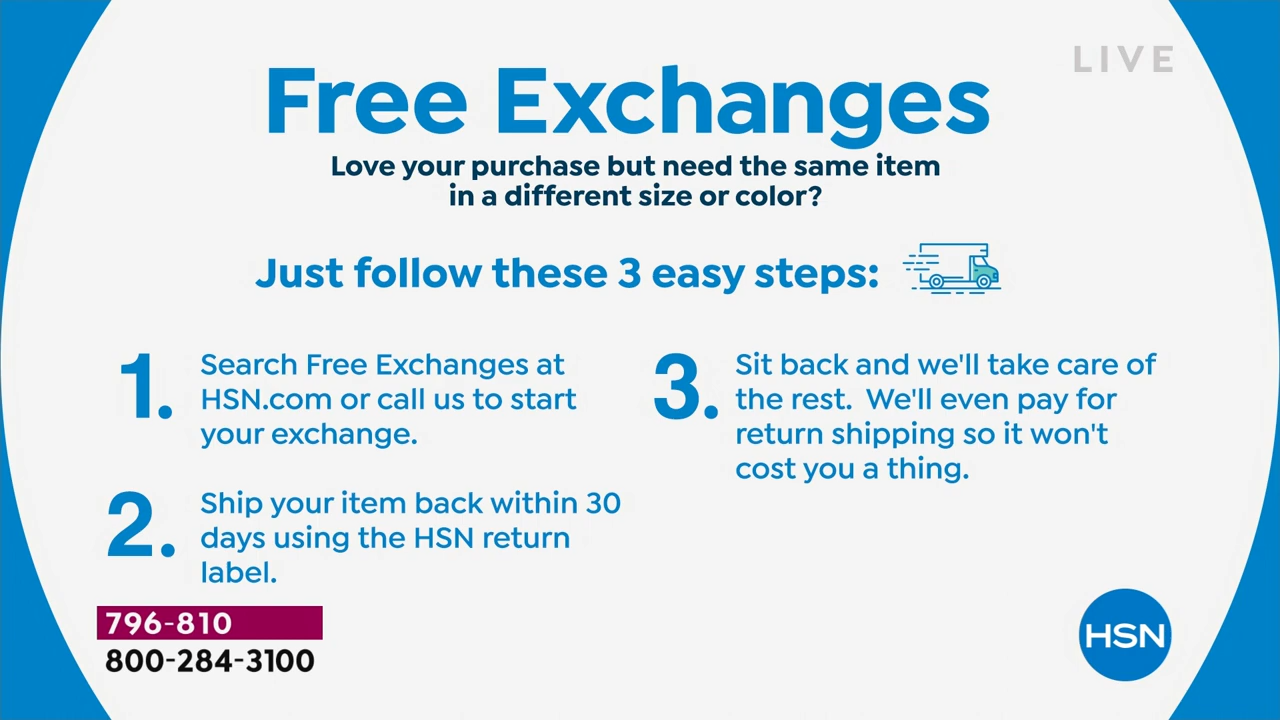 LIVE
Free Exchanges
Love your purchase but need the same item
in a different size or color?
Just follow these 3 easy steps:
1. Search Free Exchanges at
HSN.com or call us to start
your exchange.
2. Ship your item back within 30
days using the HSN return
label.
3. Sit back and we'll take care of
the rest.  We'll even pay for
return shipping so it won't
cost you a thing.
796-810
800-284-3100
HSN